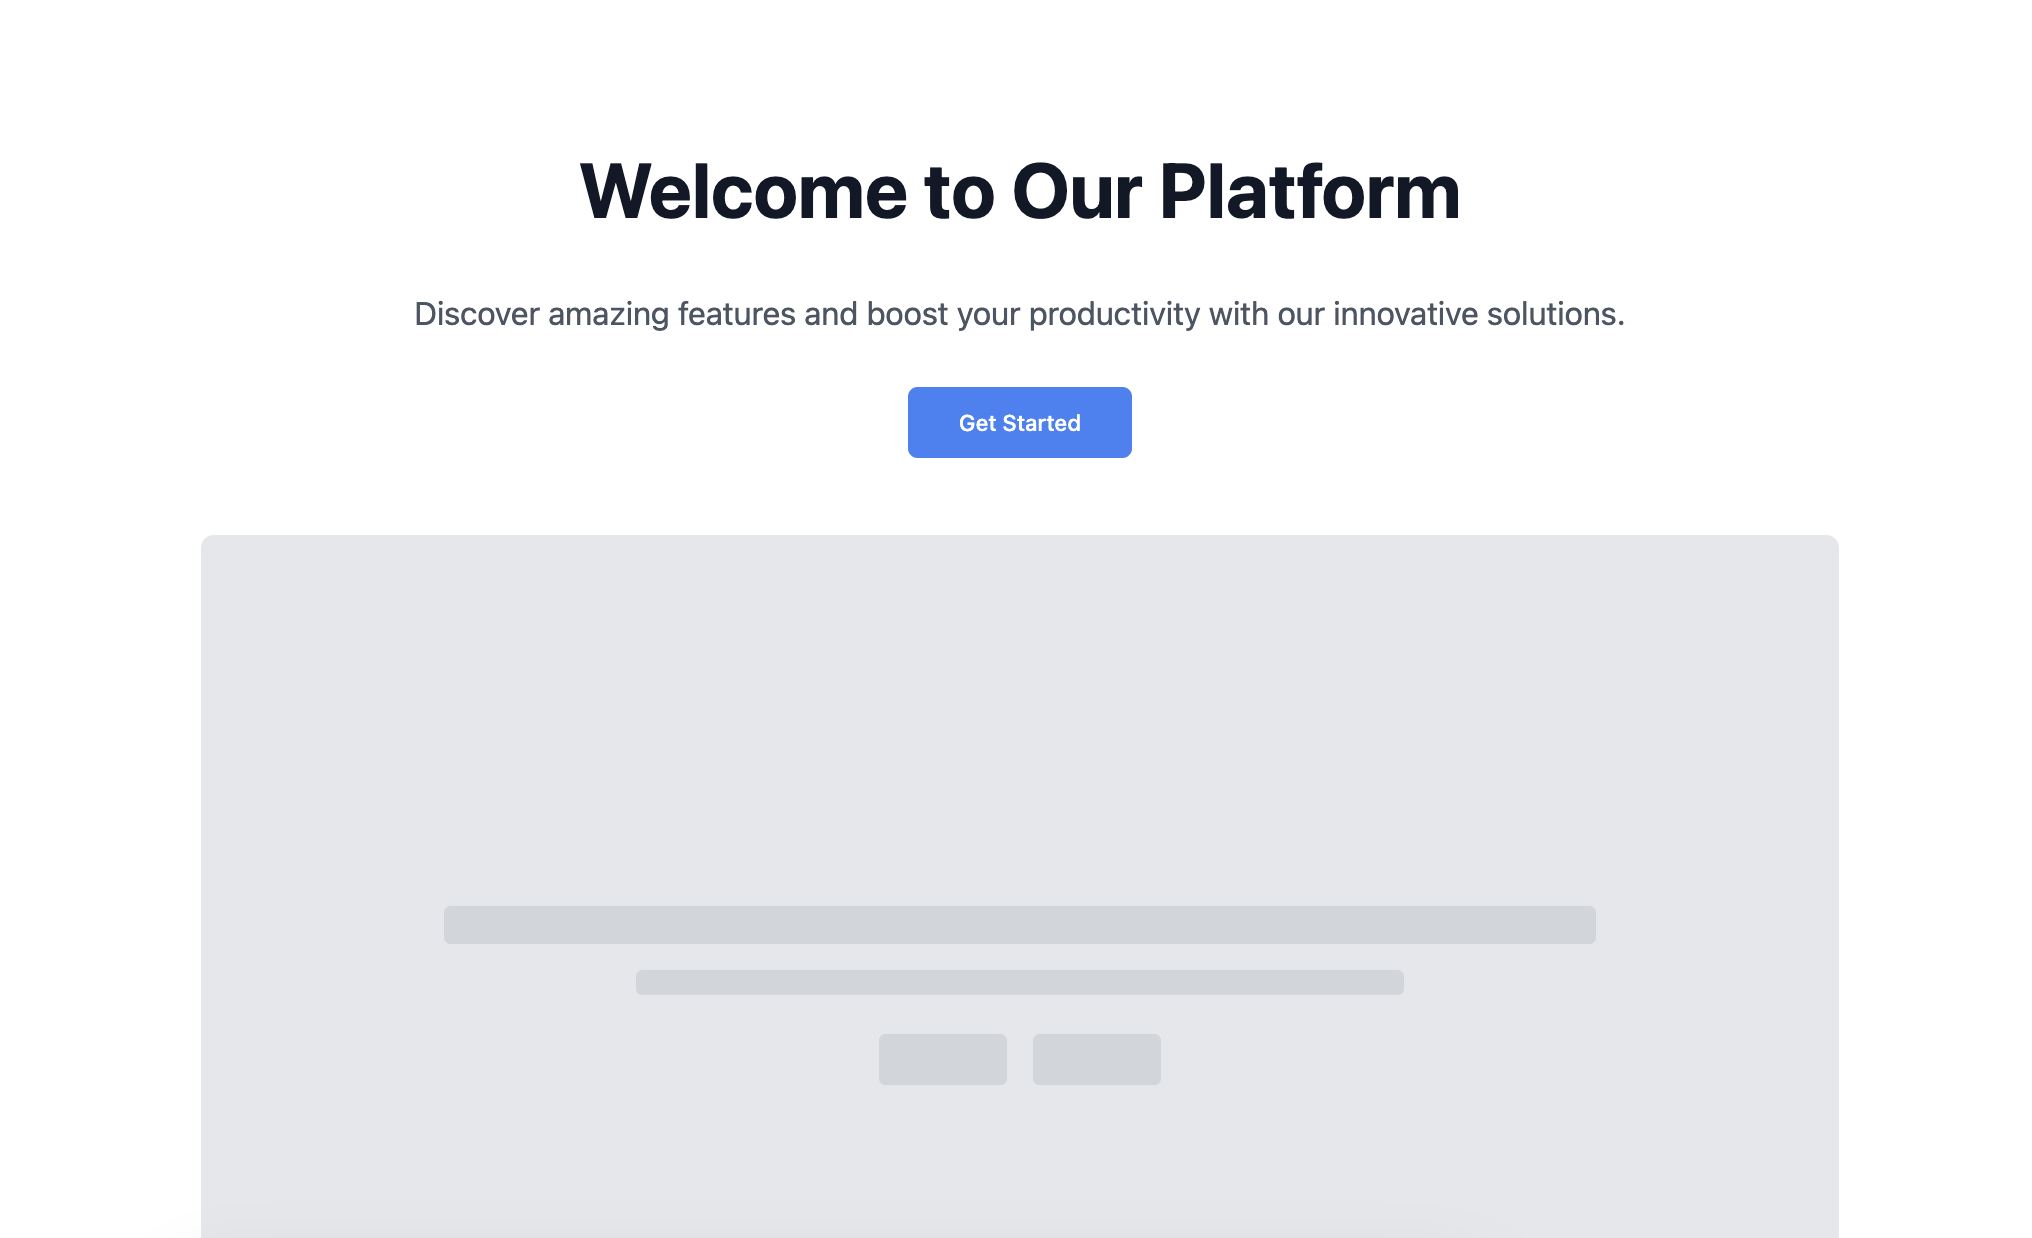 Welcome to Our Platform
Discover amazing features and boost your productivity with our innovative solutions.
Get Started